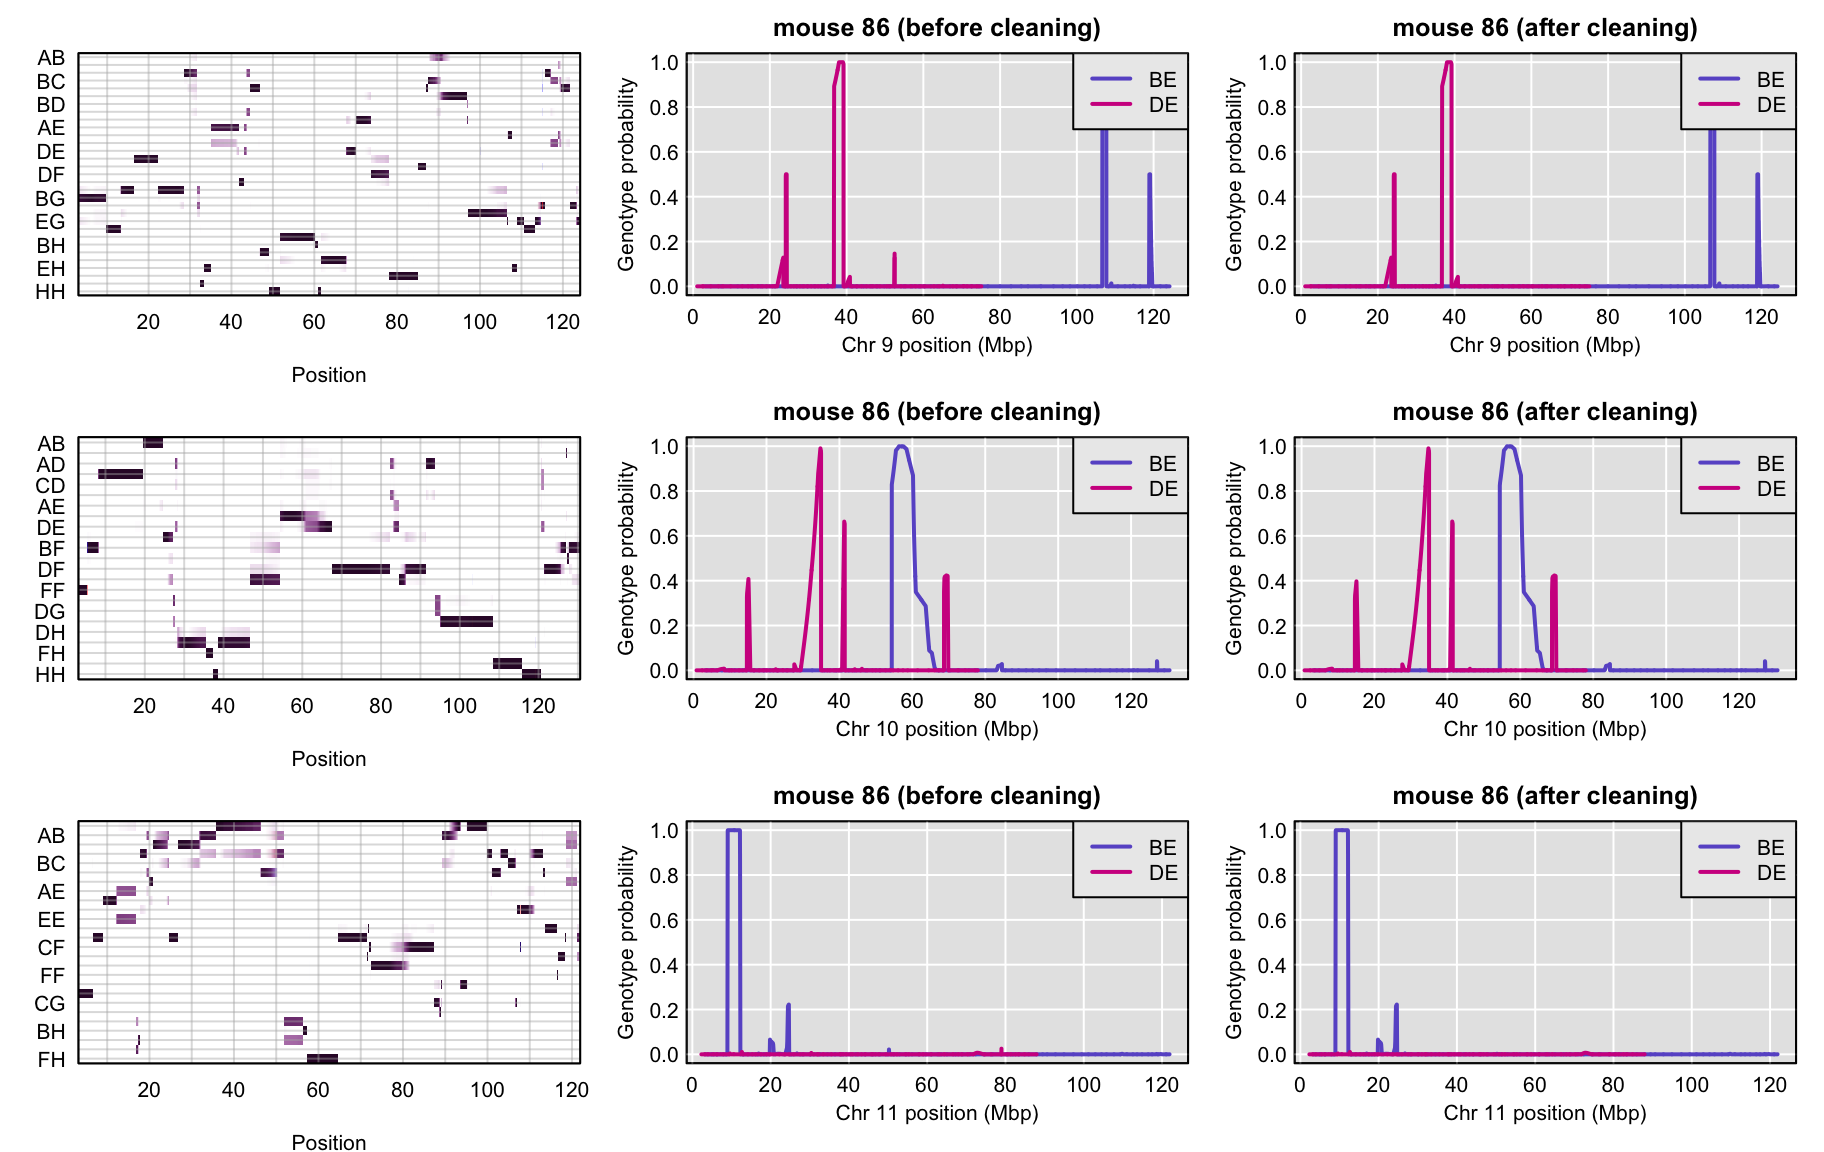 mouse 86 (before cleaning)
mouse 86 (after cleaning)
AB
BC
BD
AE
DE
DF
BG
EG
BH
EH
HH
20 40 60 80 100 120
Position
Genotype probability
1.0
0.8
0.6
0.4
0.2
0.0
BE
DE
0 20 40 60 80 100 120
Chr 9 position (Mbp)
Genotype probability
1.0
0.8
0.6
0.4
0.2
0.0
BE
DE
0 20 40 60 80 100 120
Chr 9 position (Mbp)
mouse 86 (before cleaning)
mouse 86 (after cleaning)
AB
AD
CD
AE
DE
BF
DF
FF
DG
DH
FH
HH
20 40 60 80 100 120
Position
Genotype probability
1.0
0.8
0.6
0.4
0.2
0.0
BE
DE
0 20 40 60 80 100 120
Chr 10 position (Mbp)
Genotype probability
1.0
0.8
0.6
0.4
0.2
0.0
BE
DE
0 20 40 60 80 100 120
Chr 10 position (Mbp)
mouse 86 (before cleaning)
mouse 86 (after cleaning)
AB
BC
AE
EE
CF
FF
CG
BH
FH
20 40 60 80 100 120
Position
Genotype probability
1.0
0.8
0.6
0.4
0.2
0.0
BE
DE
0 20 40 60 80 100 120
Chr 11 position (Mbp)
Genotype probability
1.0
0.8
0.6
0.4
0.2
0.0
BE
DE
0 20 40 60 80 100 120
Chr 11 position (Mbp)